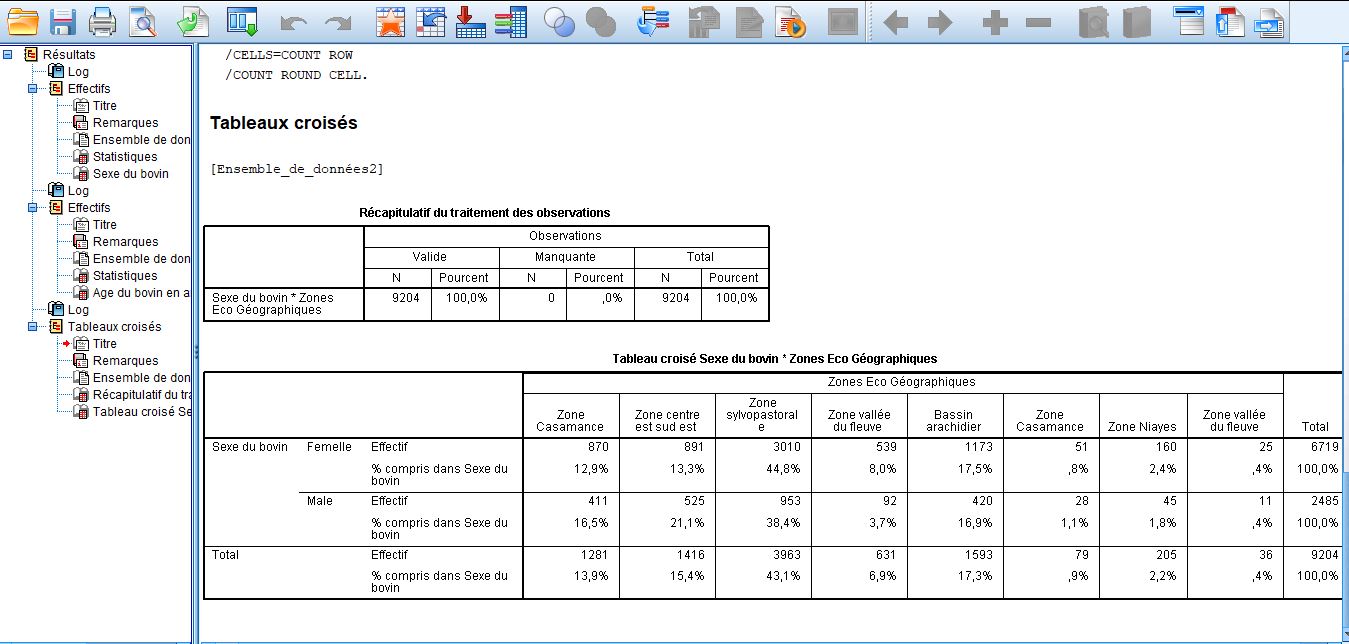 Résultats
Log
Effectifs
Titre
Remarques
Ensemble de don
Statistiques
Sexe du bovin
Log
Effectifs
Titre
Remarques
Ensemble de don
Statistiques
Age du bovin en a
Log
Tableaux croisés
Titre
Remarques
Ensemble de don
Récapitulatif du tra
Tableau croisé Se
/CELLS=COUNT ROW
/COUNT ROUND CELL.
Tableaux croisés
[Ensemble_de_données2]
Récapitulatif du traitement des observations
Observations
Valide Manquante Total
N Pourcent N Pourcent N Pourcent
Sexe du bovin * Zones 9204 100,0% 0 ,0% 9204 100,0%
Eco Géographiques
Tableau croisé Sexe du bovin * Zones Eco Géographiques
Zones Eco Géographiques
Zone Casamance Zone centre est sud est Zone sylvopastorale Zone vallée du fleuve Bassin arachidier Zone Casamance Zone Niayes Zone vallée du fleuve Total
Sexe du bovin Femelle Effectif 870 891 3010 539 1173 51 160 25 6719
% compris dans Sexe du bovin 12,9% 13,3% 44,8% 8,0% 17,5% ,8% 2,4% ,4% 100,0%
Male Effectif 411 525 953 92 420 28 45 11 2485
% compris dans Sexe du bovin 16,5% 21,1% 38,4% 3,7% 16,9% 1,1% 1,8% ,4% 100,0%
Total Effectif 1281 1416 3963 631 1593 79 205 36 9204
% compris dans Sexe du bovin 13,9% 15,4% 43,1% 6,9% 17,3% ,9% 2,2% ,4% 100,0%